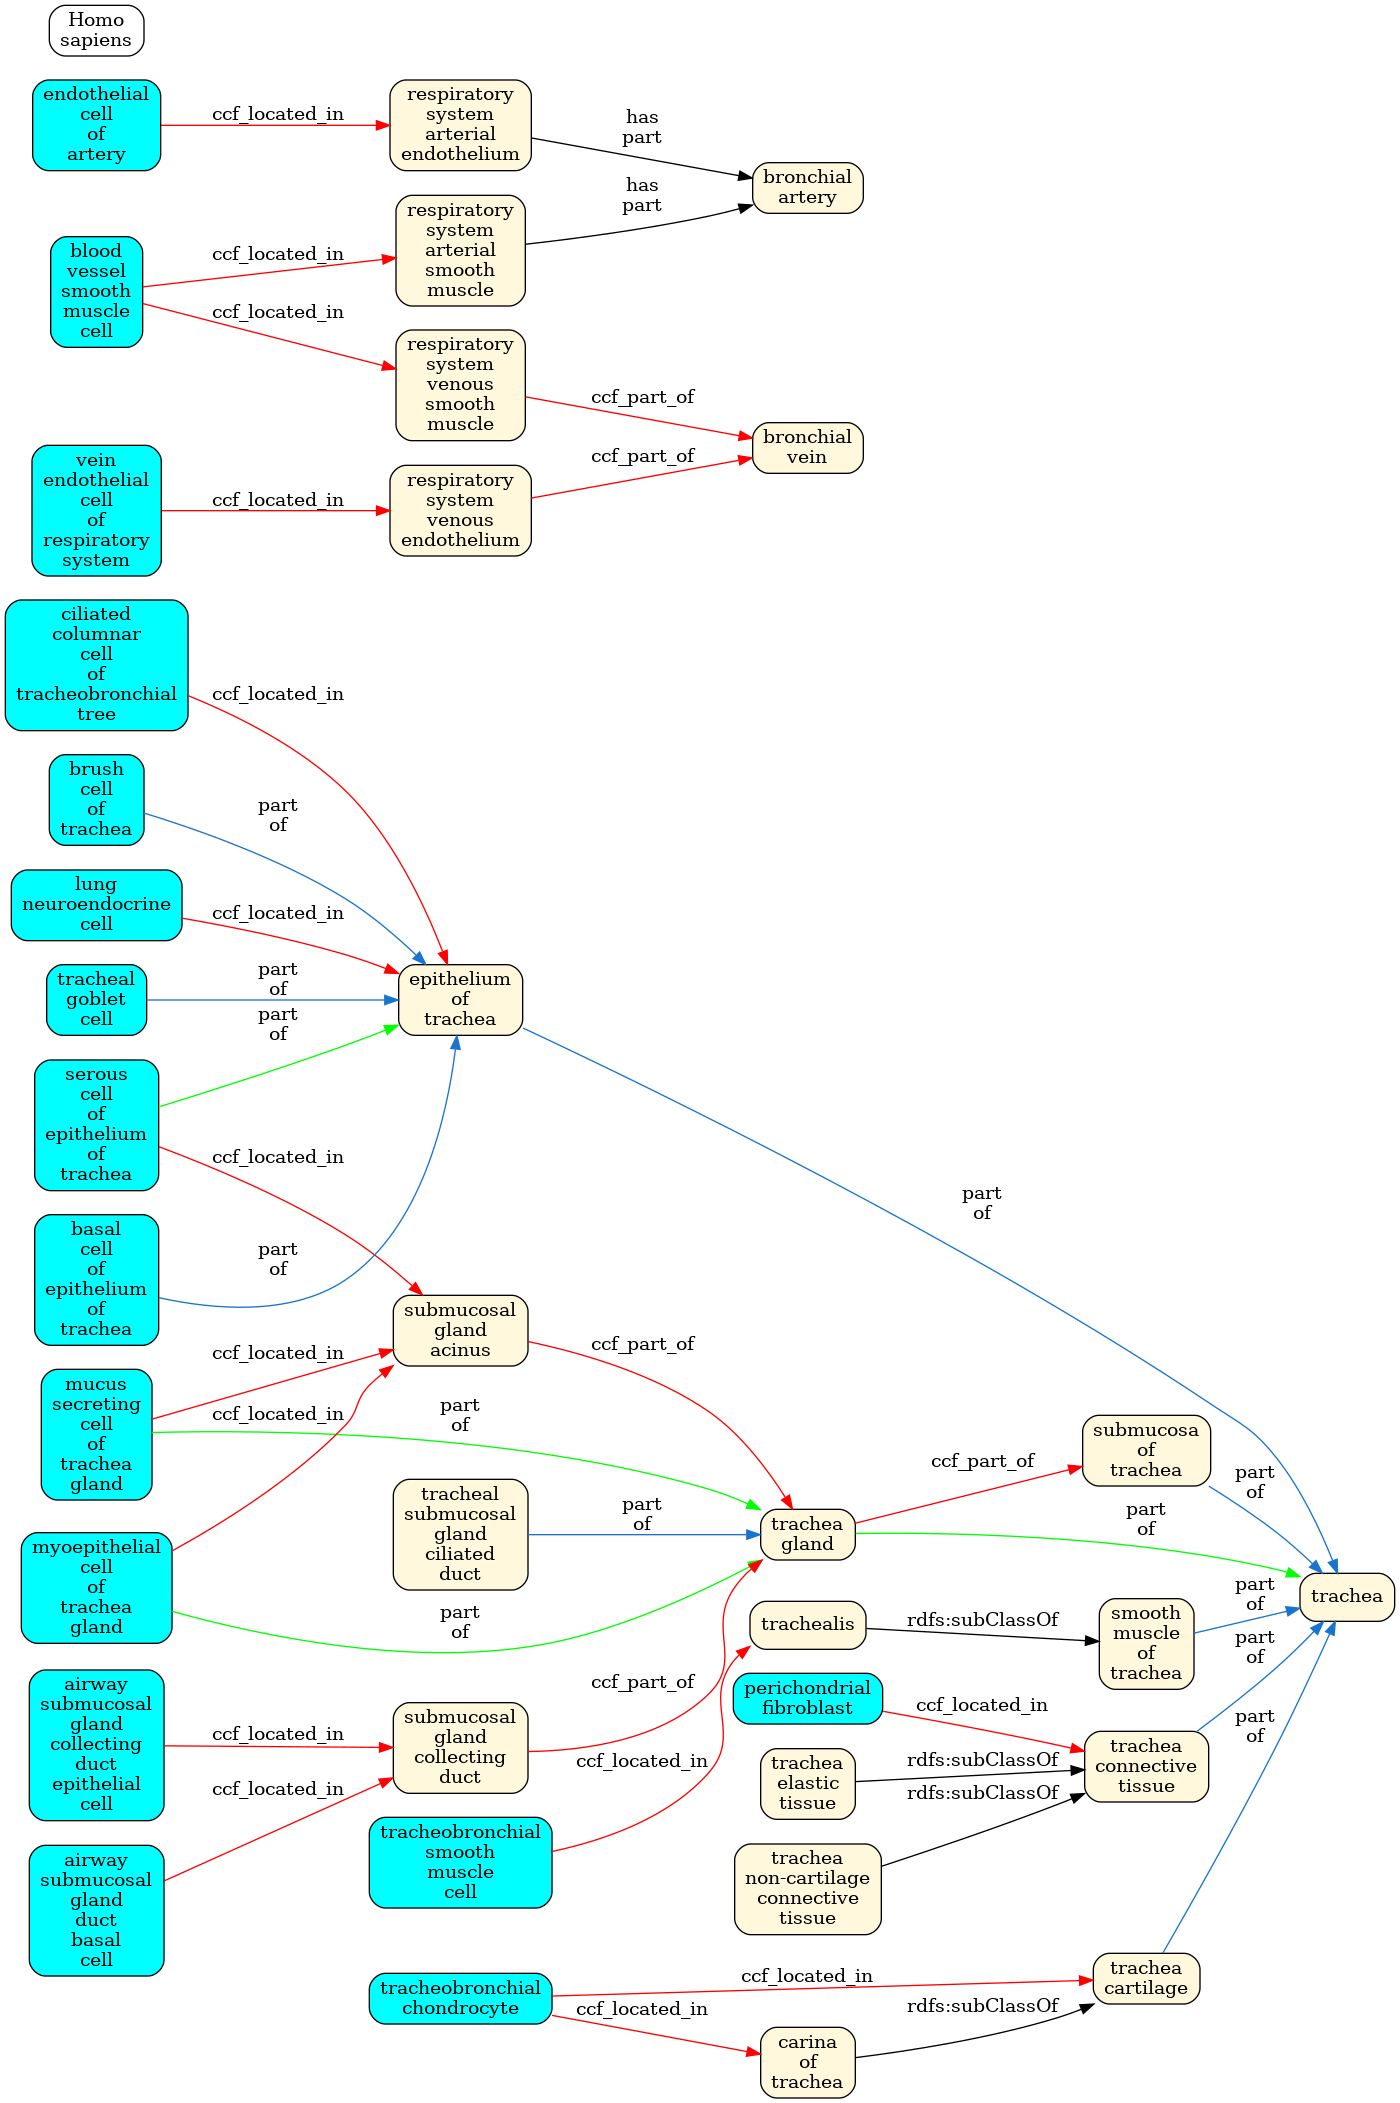 Homo
sapiens
endothelial
cell
of
artery
ccf_located_in
respiratory
system
arterial
endothelium
has
part
bronchial
artery
blood
vessel
smooth
muscle
cell
ccf_located_in
ccf_located_in
respiratory
system
arterial
smooth
muscle
has
part
respiratory
system
venous
smooth
muscle
ccf_part_of
bronchial
vein
vein
endothelial
cell
of
respiratory
system
ccf_located_in
respiratory
system
venous
endothelium
ccf_part_of
ciliated
columnar
cell
of
tracheobronchial
tree
ccf_located_in
brush
cell
of
trachea
part
of
lung
neuroendocrine
cell
ccf_located_in
tracheal
goblet
cell
part
of
epithelium
of
trachea
part
of
serous
cell
of
epithelium
of
trachea
part
of
ccf_located_in
basal
cell
of
epithelium
of
trachea
part
of
submucosal
gland
acinus
ccf_part_of
mucus
secreting
cell
of
trachea
gland
ccf_located_in
part
of
myoepithelial
cell
of
trachea
gland
ccf_located_in
part
of
tracheal
submucosal
gland
ciliated
duct
part
of
trachea
gland
ccf_part_of
part
of
submucosa
of
trachea
part
of
trachea
airway
submucosal
gland
collecting
duct
epithelial
cell
ccf_located_in
airway
submucosal
gland
duct
basal
cell
ccf_located_in
submucosal
gland
collecting
duct
ccf_part_of
tracheobronchial
smooth
muscle
cell
ccf_located_in
trachealis
rdfs:subClassOf
smooth
muscle
of
trachea
part
of
perichondrial
fibroblast
ccf_located_in
trachea
elastic
tissue
rdfs:subClassOf
trachea
non-cartilage
connective
tissue
rdfs:subClassOf
trachea
connective
tissue
part
of
tracheobronchial
chondrocyte
ccf_located_in
ccf_located_in
carina
of
trachea
rdfs:subClassOf
trachea
cartilage
part
of